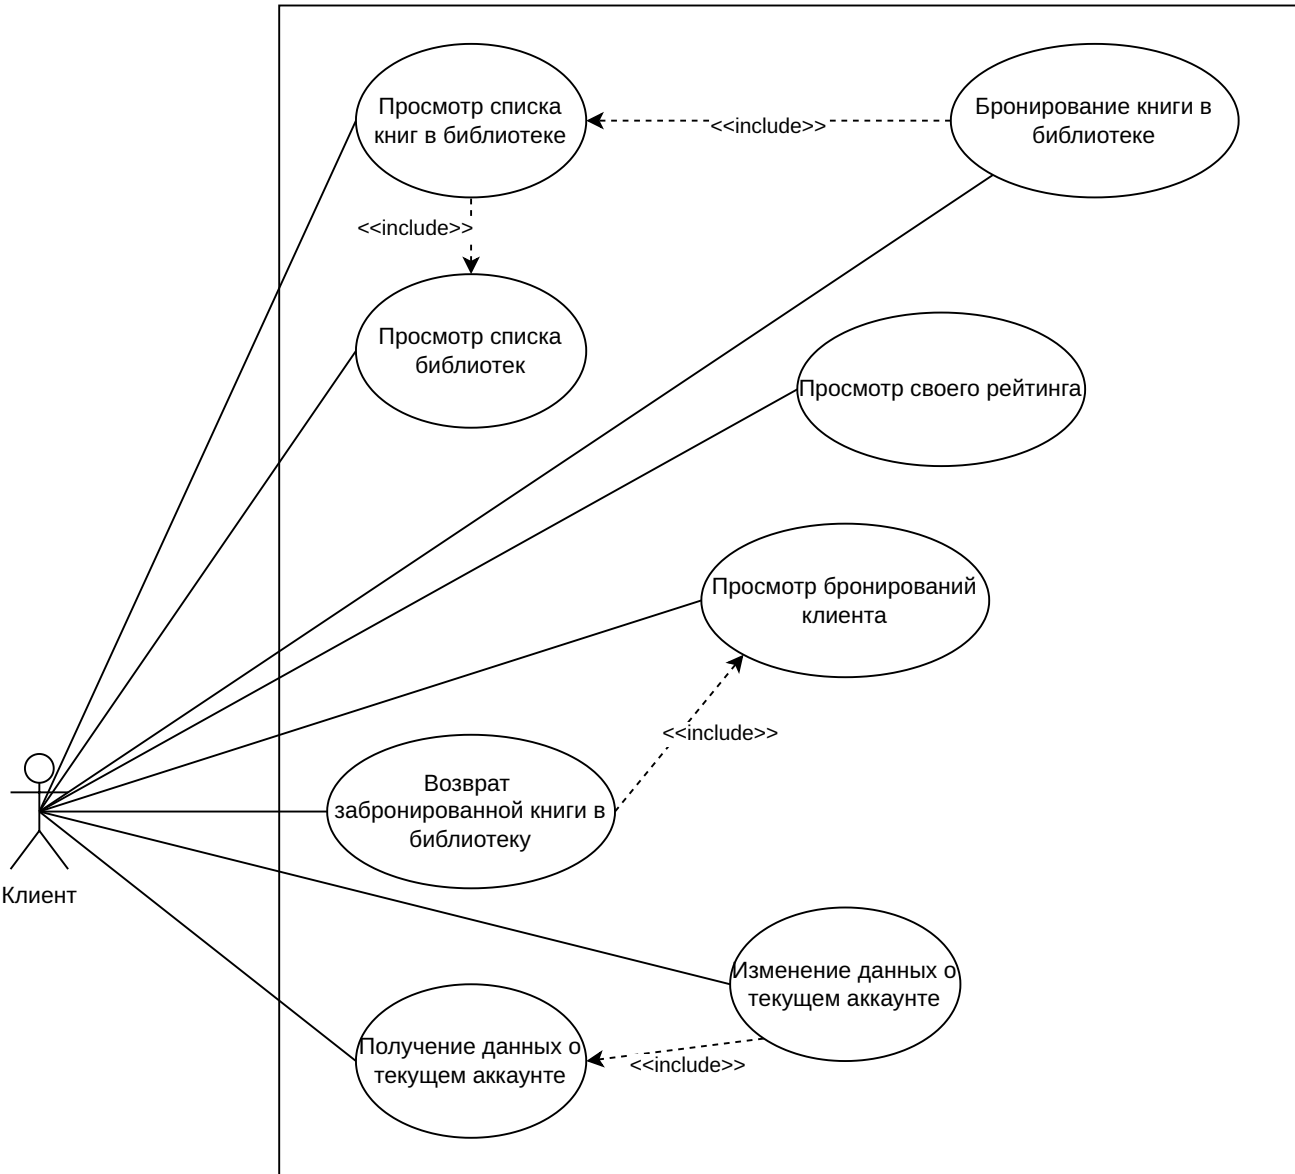 Просмотр списка
книг в библиотеке
<<include>>
Бронирование книги в
библиотеке
<<include>>
Просмотр списка
библиотек
Просмотр своего рейтинга
Просмотр бронирований
клиента
<<include>>
Возврат
забронированной книги в
библиотеку
Клиент
Изменение данных о
текущем аккаунте
Получение данных о
текущем аккаунте
<<include>>